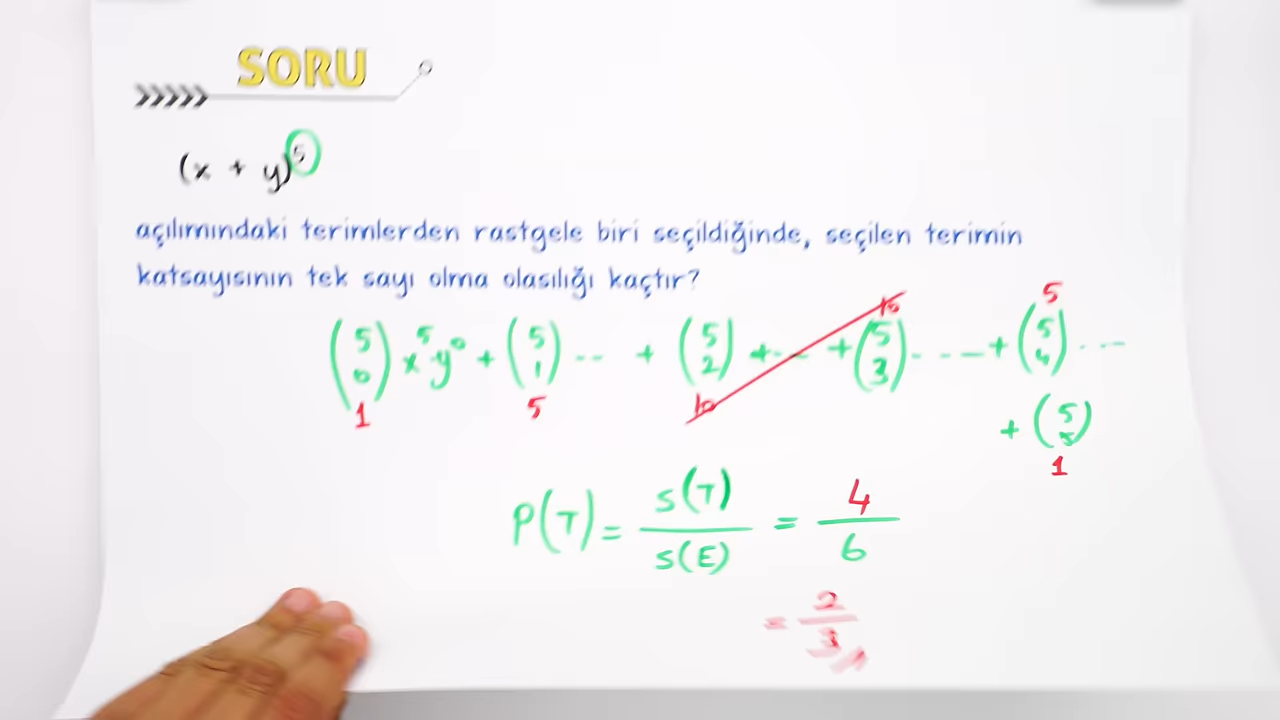 SORU
(x + y)⁵
açılımındaki terimlerden rastgele biri seçildiğinde, seçilen terimin
katsayısının tek sayı olma olasılığı kaçtır?
(5 0) x⁵y⁰ + (5 1) ... + (5 2) + ... + (5 3) ..... + (5 4) ....
1 5 10 10 5
+ (5 5)
1
P(T) = s(T) / s(E) = 4 / 6
= 2 / 3